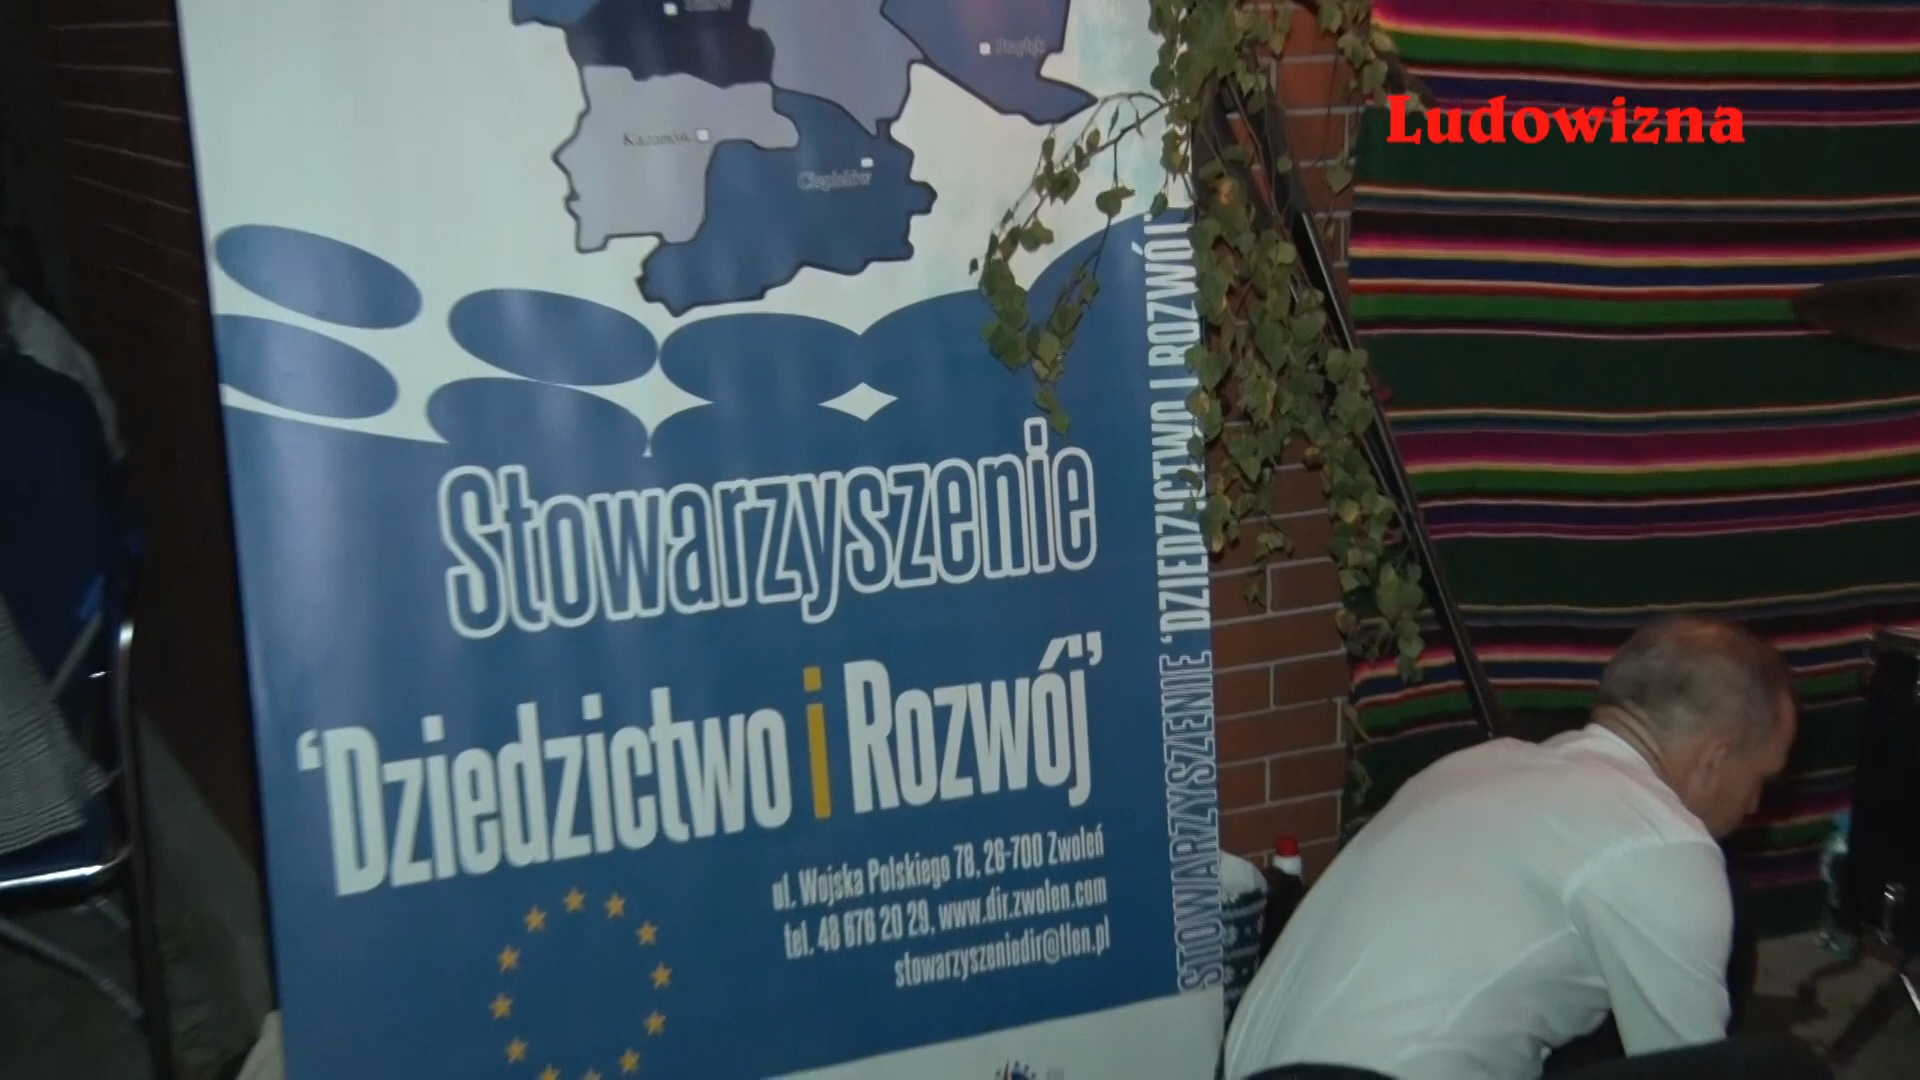 Ludowizna
Kazanów
Ciepielów
Stowarzyszenie
‘Dziedzictwo i Rozwój’
ul. Wojska Polskiego 78, 26-700 Zwoleń
tel. 48 676 20 29, www.dir.zwolen.com
stowarzyszeniedir@tlen.pl
STOWARZYSZENIE ‘DZIEDZICTWO I ROZWÓJ’